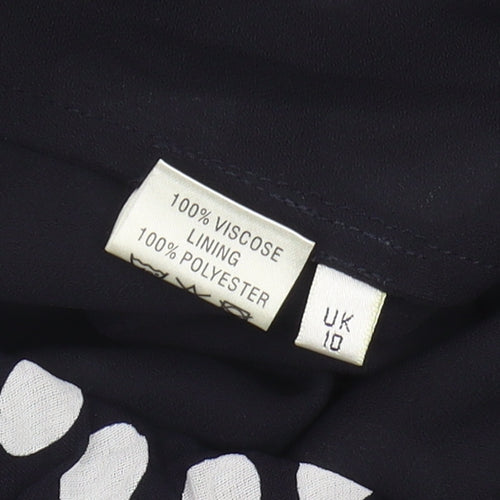 100% VISCOSE
LINING
100% POLYESTER
UK
10